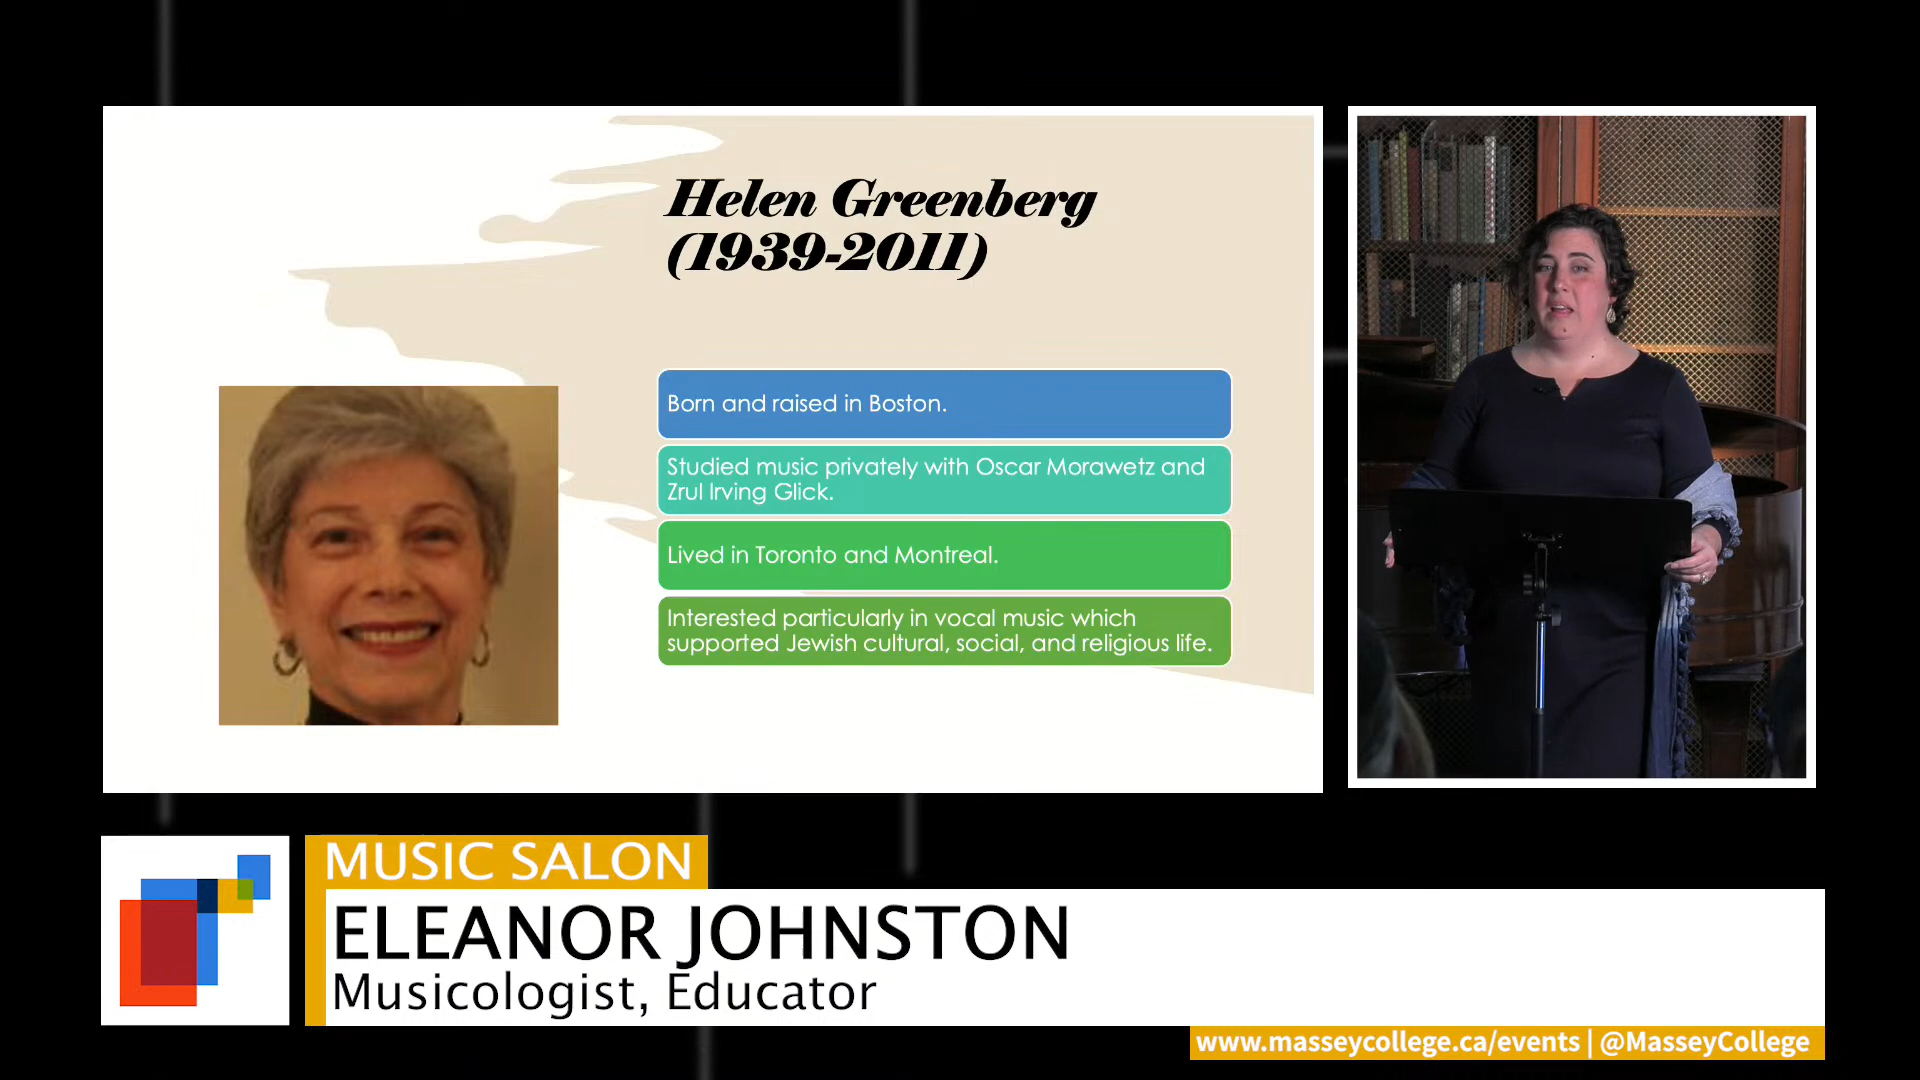 Helen Greenberg
(1939-2011)
Born and raised in Boston.
Studied music privately with Oscar Morawetz and
Zrul Irving Glick.
Lived in Toronto and Montreal.
Interested particularly in vocal music which
supported Jewish cultural, social, and religious life.
MUSIC SALON
ELEANOR JOHNSTON
Musicologist, Educator
www.masseycollege.ca/events | @MasseyCollege